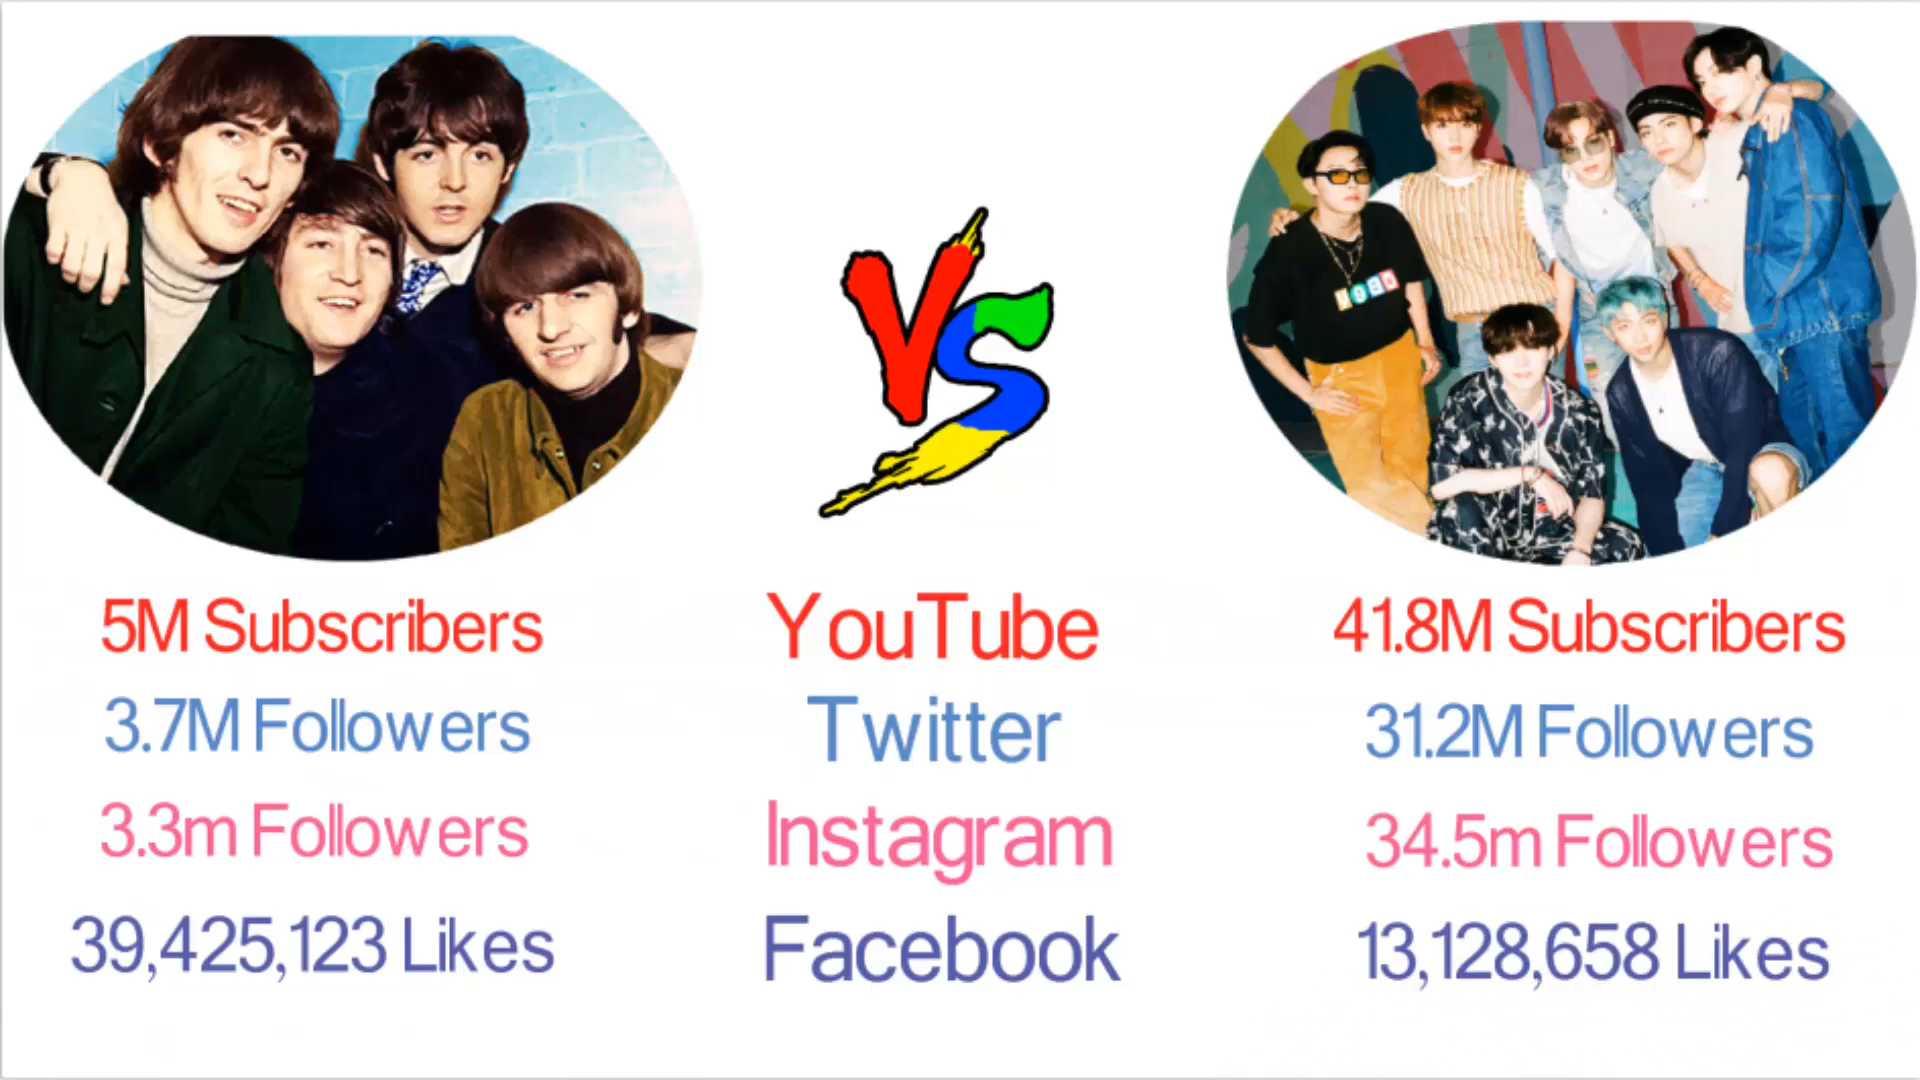 VS
5M Subscribers YouTube 41.8M Subscribers
3.7M Followers Twitter 31.2M Followers
3.3m Followers Instagram 34.5m Followers
39,425,123 Likes Facebook 13,128,658 Likes